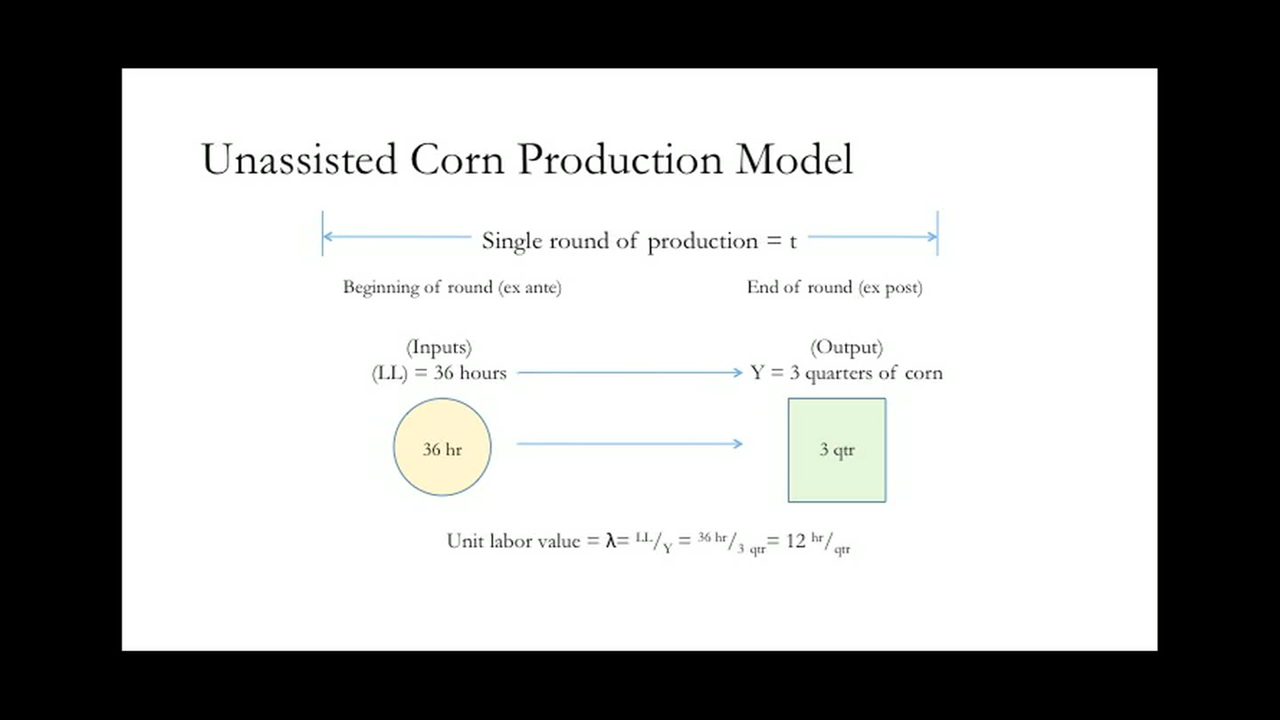 Unassisted Corn Production Model
Single round of production = t
Beginning of round (ex ante)
End of round (ex post)
(Inputs)
(LL) = 36 hours
(Output)
Y = 3 quarters of corn
36 hr
3 qtr
Unit labor value = λ= LL/Y = 36 hr/3 qtr= 12 hr/qtr